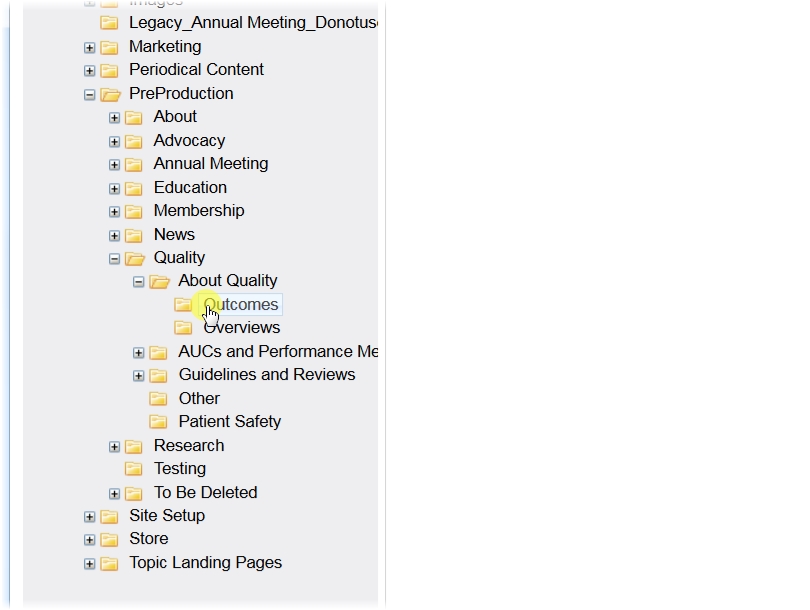 Images
Legacy_Annual Meeting_Donotuse
Marketing
Periodical Content
PreProduction
About
Advocacy
Annual Meeting
Education
Membership
News
Quality
About Quality
Outcomes
Overviews
AUCs and Performance Me
Guidelines and Reviews
Other
Patient Safety
Research
Testing
To Be Deleted
Site Setup
Store
Topic Landing Pages